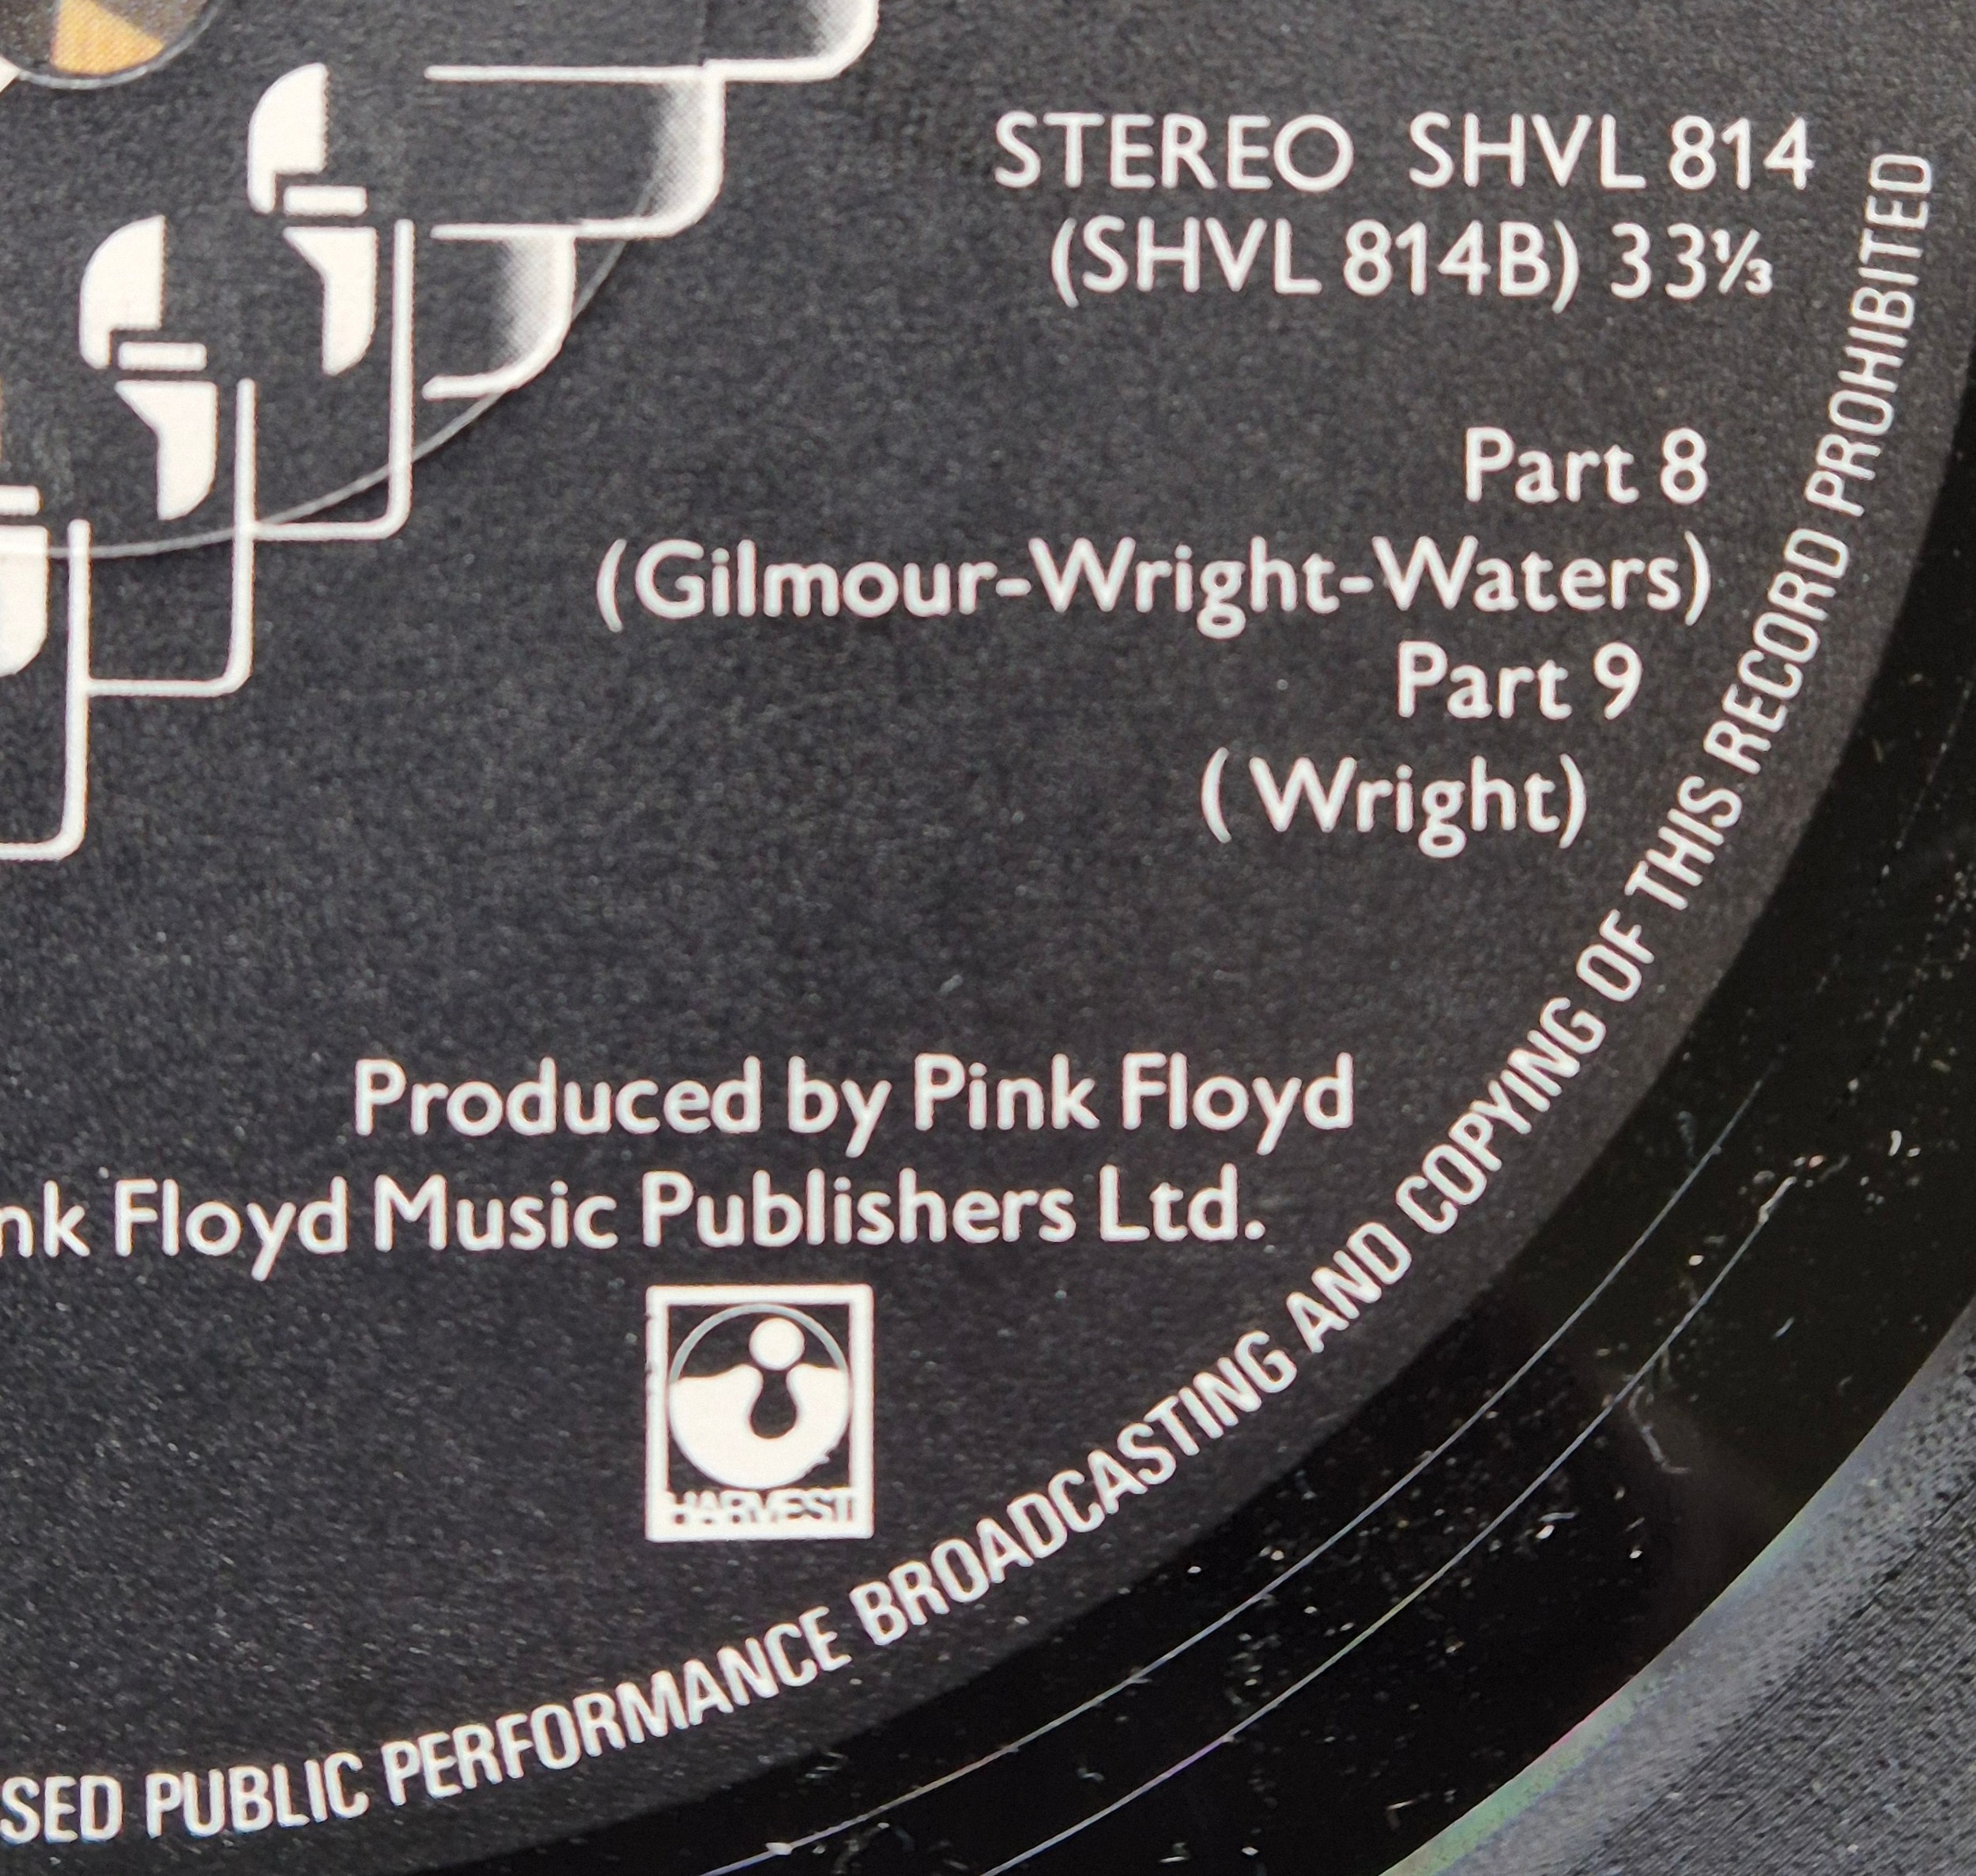 STEREO SHVL 814
(SHVL 814B) 33⅓
Part 8
(Gilmour-Wright-Waters)
Part 9
( Wright)
Produced by Pink Floyd
nk Floyd Music Publishers Ltd.
HARVEST
SED PUBLIC PERFORMANCE BROADCASTING AND COPYING OF THIS RECORD PROHIBITED